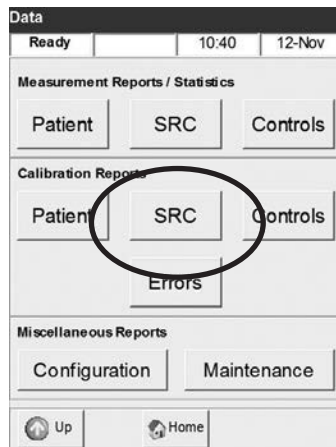 Data
Ready 10:40 12-Nov
Measurement Reports / Statistics
Patient SRC Controls
Calibration Reports
Patient SRC Controls
Errors
Miscellaneous Reports
Configuration Maintenance
Up Home